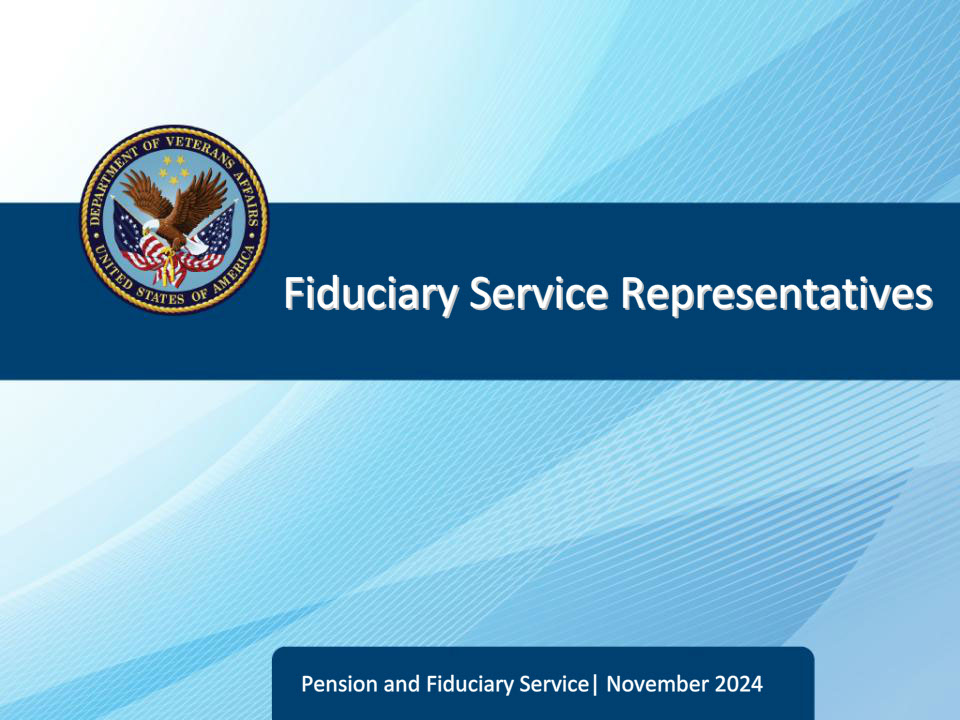 DEPARTMENT OF VETERANS AFFAIRS
UNITED STATES OF AMERICA
Fiduciary Service Representatives
Pension and Fiduciary Service| November 2024